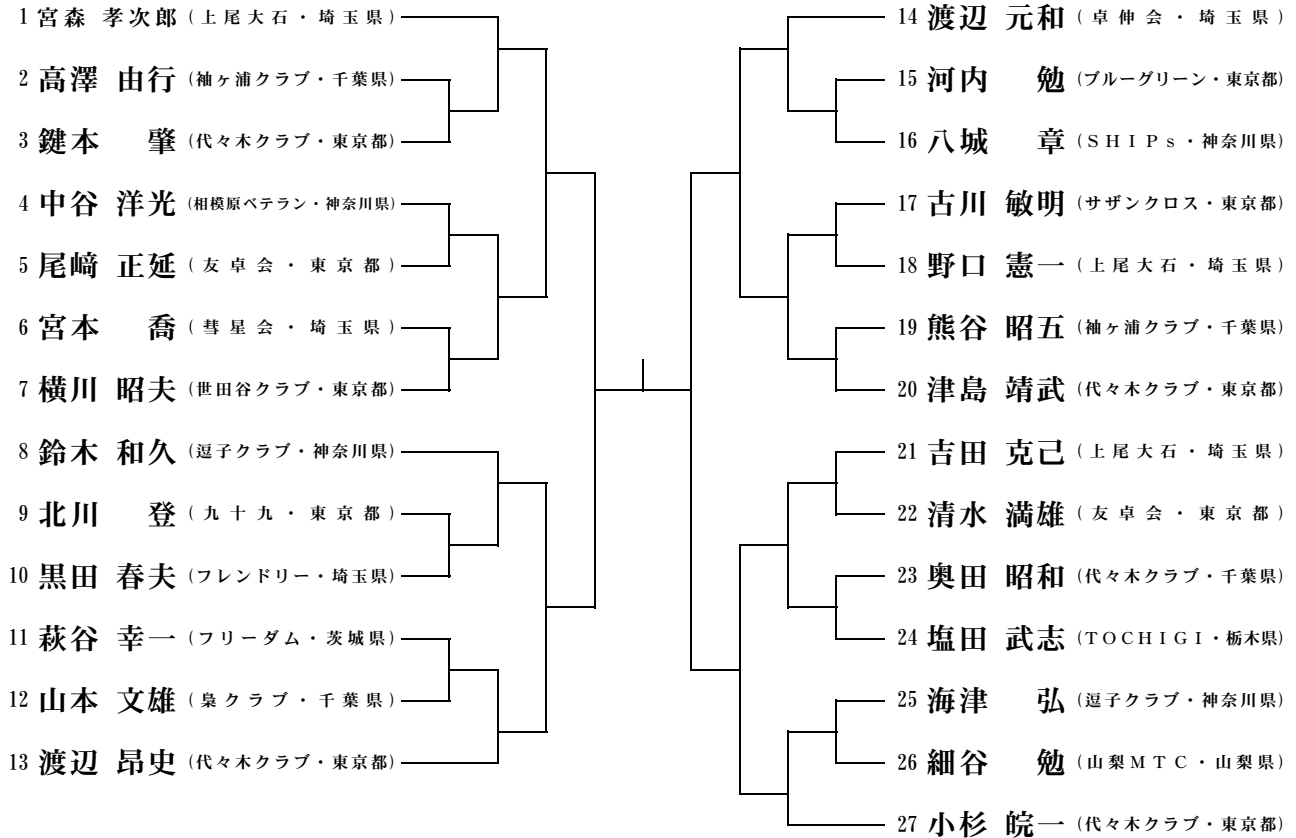 1 宮森 孝次郎 (上尾大石・埼玉県)
2 高澤 由行 (袖ヶ浦クラブ・千葉県)
3 鍵本 肇 (代々木クラブ・東京都)
4 中谷 洋光 (相模原ベテラン・神奈川県)
5 尾﨑 正延 (友卓会・東京都)
6 宮本 喬 (彗星会・埼玉県)
7 横川 昭夫 (世田谷クラブ・東京都)
8 鈴木 和久 (逗子クラブ・神奈川県)
9 北川 登 (九十九・東京都)
10 黒田 春夫 (フレンドリー・埼玉県)
11 萩谷 幸一 (フリーダム・茨城県)
12 山本 文雄 (梟クラブ・千葉県)
13 渡辺 昂史 (代々木クラブ・東京都)
14 渡辺 元和 (卓伸会・埼玉県)
15 河内 勉 (ブルーグリーン・東京都)
16 八城 章 (SHIPs・神奈川県)
17 古川 敏明 (サザンクロス・東京都)
18 野口 憲一 (上尾大石・埼玉県)
19 熊谷 昭五 (袖ヶ浦クラブ・千葉県)
20 津島 靖武 (代々木クラブ・東京都)
21 吉田 克己 (上尾大石・埼玉県)
22 清水 満雄 (友卓会・東京都)
23 奥田 昭和 (代々木クラブ・千葉県)
24 塩田 武志 (TOCHIGI・栃木県)
25 海津 弘 (逗子クラブ・神奈川県)
26 細谷 勉 (山梨MTC・山梨県)
27 小杉 皖一 (代々木クラブ・東京都)